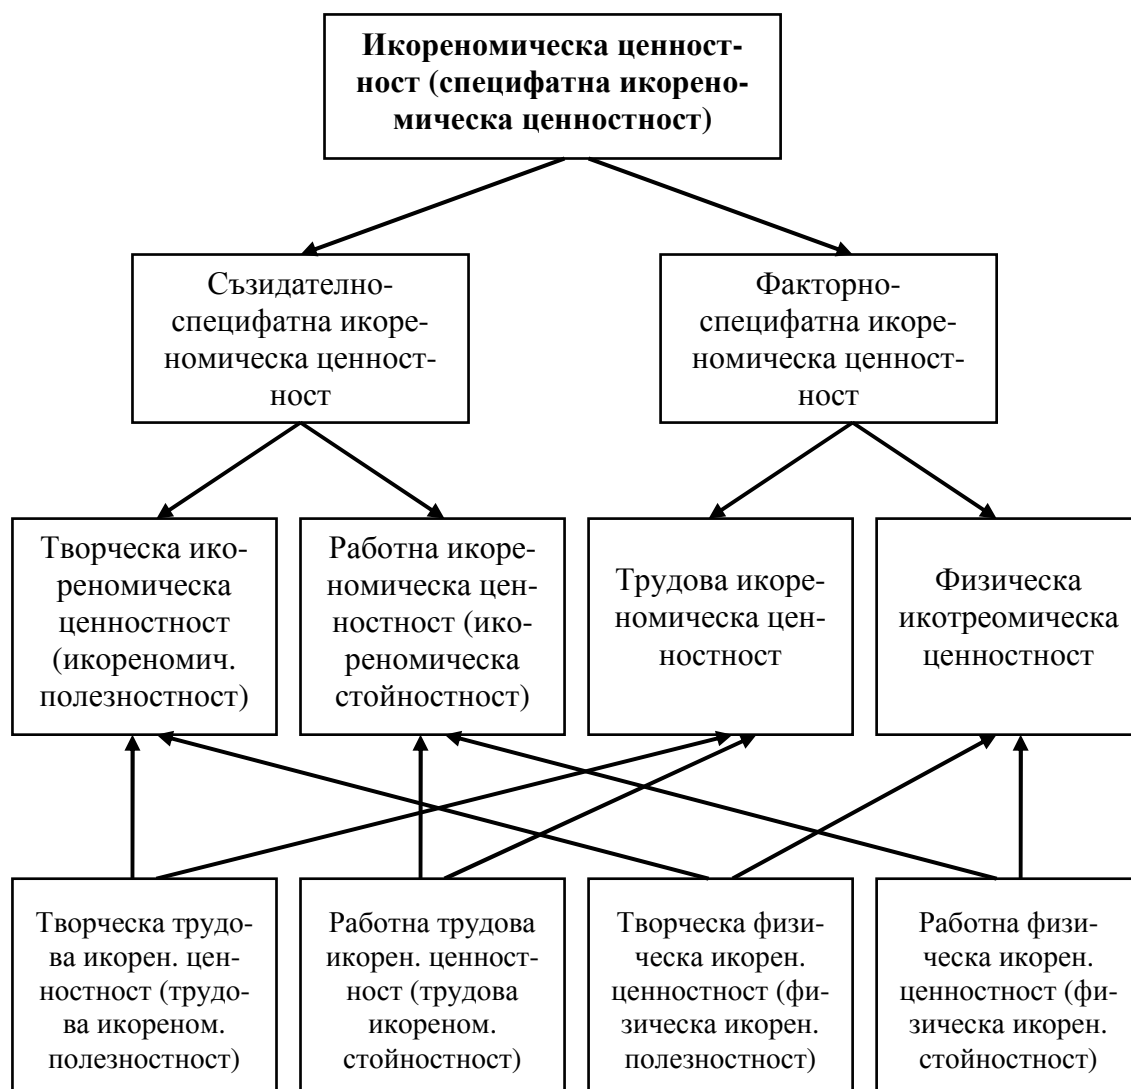 Икореномическа ценност-
ност (специфатна икорено-
мическа ценностност)
Съзидателно-
специфатна икоре-
номическа ценност-
ност
Факторно-
специфатна икоре-
номическа ценност-
ност
Творческа ико-
реномическа
ценностност
(икореномич.
полезностност)
Работна икоре-
номическа цен-
ностност (ико-
реномическа
стойностност)
Трудова икоре-
номическа цен-
ностност
Физическа
икотреомическа
ценностност
Творческа трудо-
ва икорен. цен-
ностност (трудо-
ва икореном.
полезностност)
Работна трудова
икорен. ценност-
ност (трудова
икореном.
стойностност)
Творческа физи-
ческа икорен.
ценностност (фи-
зическа икорен.
полезностност)
Работна физи-
ческа икорен.
ценностност (фи-
зическа икорен.
стойностност)